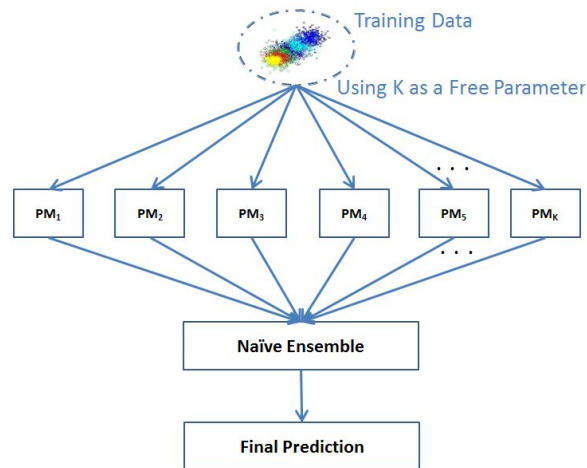 Training Data
Using K as a Free Parameter
. . .
PM₁ PM₂ PM₃ PM₄ PM₅ PMₖ
. . .
Naïve Ensemble
Final Prediction